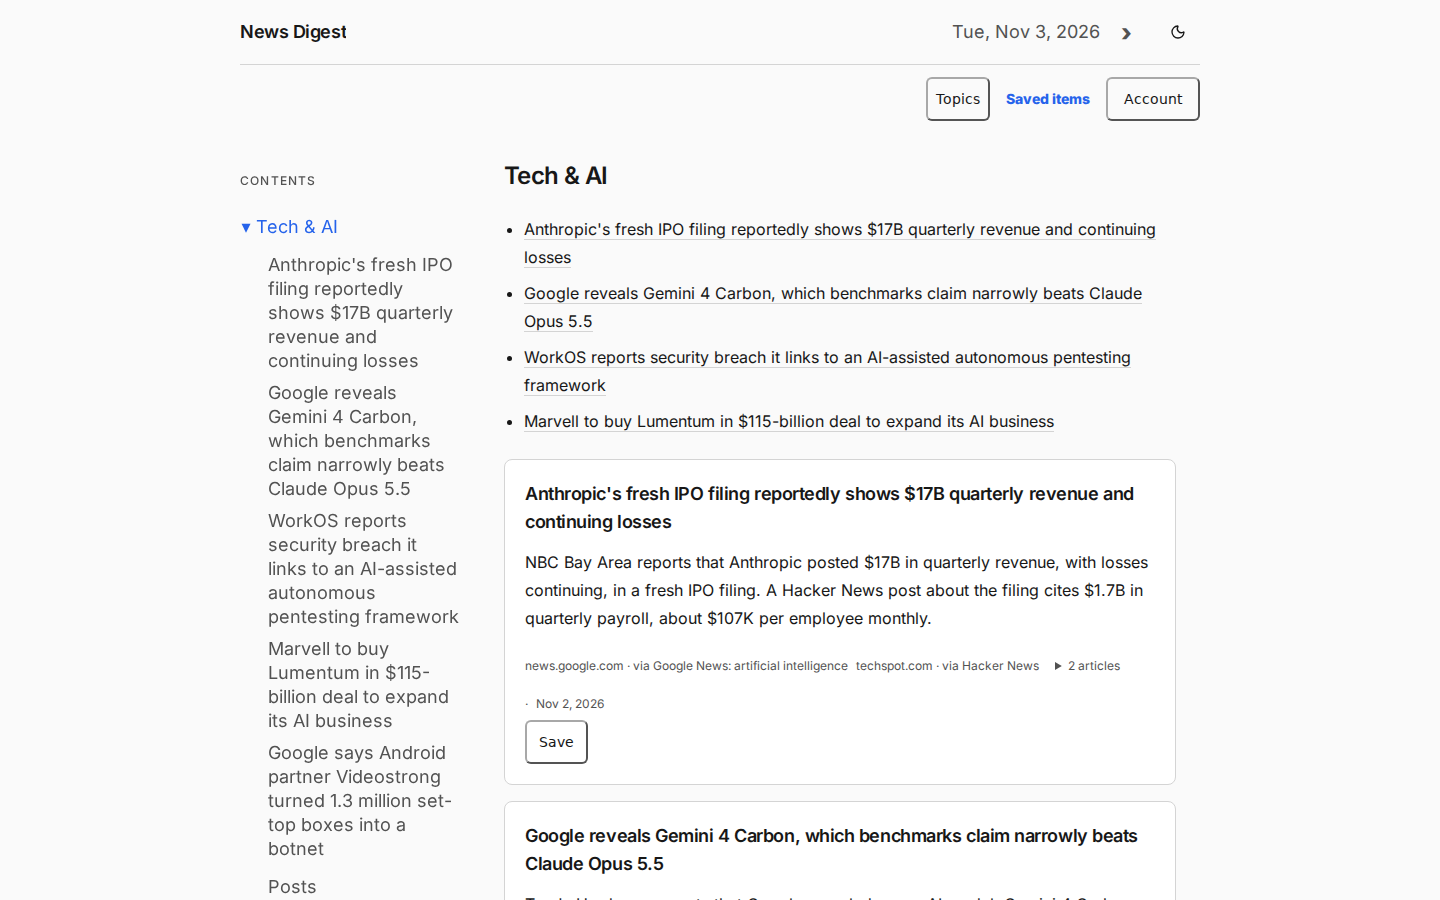 News Digest
Tue, Nov 3, 2026 ›
Topics Saved items Account
CONTENTS
▾ Tech & AI
Anthropic's fresh IPO
filing reportedly
shows $17B quarterly
revenue and
continuing losses
Google reveals
Gemini 4 Carbon,
which benchmarks
claim narrowly beats
Claude Opus 5.5
WorkOS reports
security breach it
links to an AI-assisted
autonomous
pentesting framework
Marvell to buy
Lumentum in $115-
billion deal to expand
its AI business
Google says Android
partner Videostrong
turned 1.3 million set-
top boxes into a
botnet
Posts
Tech & AI
• Anthropic's fresh IPO filing reportedly shows $17B quarterly revenue and continuing
losses
• Google reveals Gemini 4 Carbon, which benchmarks claim narrowly beats Claude
Opus 5.5
• WorkOS reports security breach it links to an AI-assisted autonomous pentesting
framework
• Marvell to buy Lumentum in $115-billion deal to expand its AI business
Anthropic's fresh IPO filing reportedly shows $17B quarterly revenue and
continuing losses
NBC Bay Area reports that Anthropic posted $17B in quarterly revenue, with losses
continuing, in a fresh IPO filing. A Hacker News post about the filing cites $1.7B in
quarterly payroll, about $107K per employee monthly.
news.google.com · via Google News: artificial intelligence techspot.com · via Hacker News ▶ 2 articles
· Nov 2, 2026
Save
Google reveals Gemini 4 Carbon, which benchmarks claim narrowly beats
Claude Opus 5.5